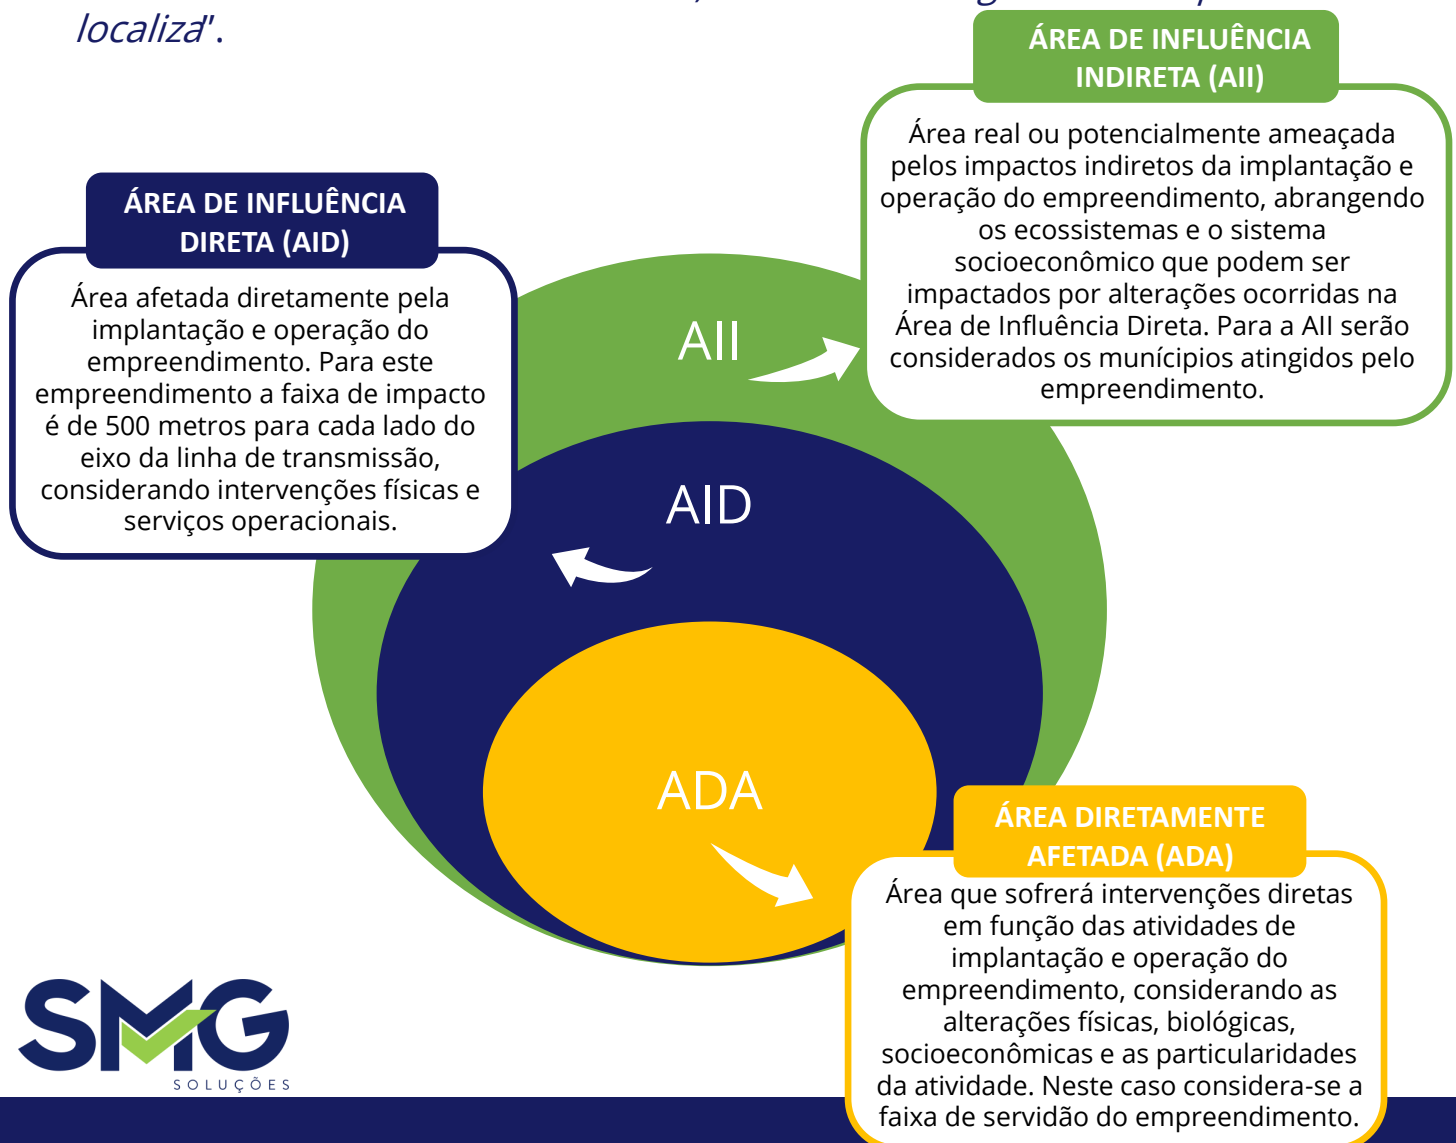 localiza".
ÁREA DE INFLUÊNCIA
INDIRETA (AII)
Área real ou potencialmente ameaçada
pelos impactos indiretos da implantação e
operação do empreendimento, abrangendo
os ecossistemas e o sistema
socioeconômico que podem ser
impactados por alterações ocorridas na
Área de Influência Direta. Para a AII serão
considerados os munícipios atingidos pelo
empreendimento.
ÁREA DE INFLUÊNCIA
DIRETA (AID)
Área afetada diretamente pela
implantação e operação do
empreendimento. Para este
empreendimento a faixa de impacto
é de 500 metros para cada lado do
eixo da linha de transmissão,
considerando intervenções físicas e
serviços operacionais.
AII
AID
ADA
ÁREA DIRETAMENTE
AFETADA (ADA)
Área que sofrerá intervenções diretas
em função das atividades de
implantação e operação do
empreendimento, considerando as
alterações físicas, biológicas,
socioeconômicas e as particularidades
da atividade. Neste caso considera-se a
faixa de servidão do empreendimento.
SMG
SOLUÇÕES